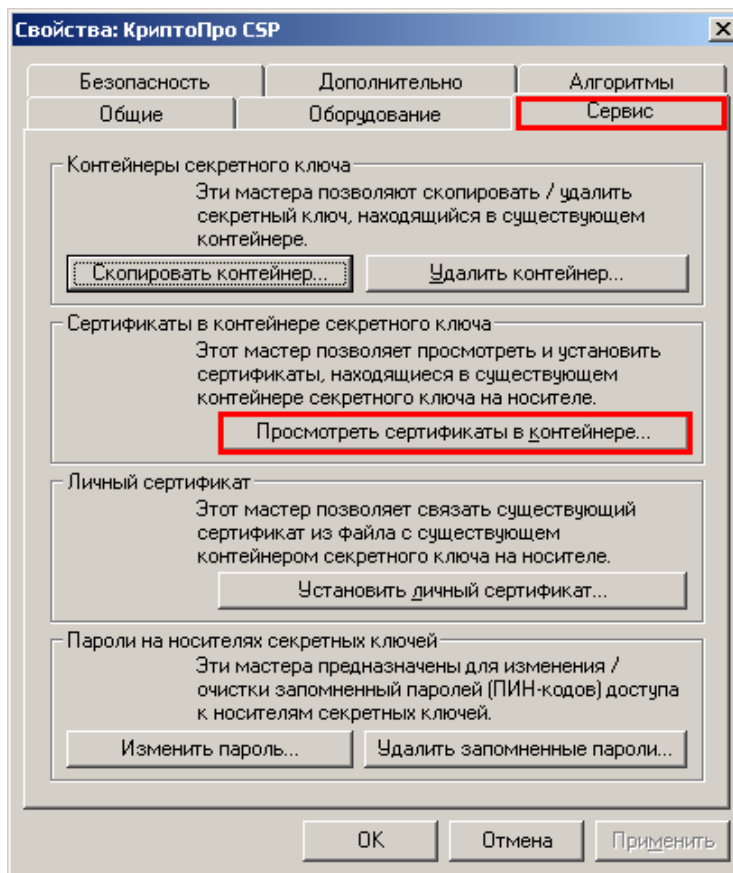 Свойства: КриптоПро CSP
Безопасность Дополнительно Алгоритмы
Общие Оборудование Сервис
Контейнеры секретного ключа
Эти мастера позволяют скопировать / удалить
секретный ключ, находящийся в существующем
контейнере.
Скопировать контейнер... Удалить контейнер...
Сертификаты в контейнере секретного ключа
Этот мастер позволяет просмотреть и установить
сертификаты, находящиеся в существующем
контейнере секретного ключа на носителе.
Просмотреть сертификаты в контейнере...
Личный сертификат
Этот мастер позволяет связать существующий
сертификат из файла с существующем
контейнером секретного ключа на носителе.
Установить личный сертификат...
Пароли на носителях секретных ключей
Эти мастера предназначены для изменения /
очистки запомненный паролей (ПИН-кодов) доступа
к носителям секретных ключей.
Изменить пароль... Удалить запомненные пароли...
OK Отмена Применить